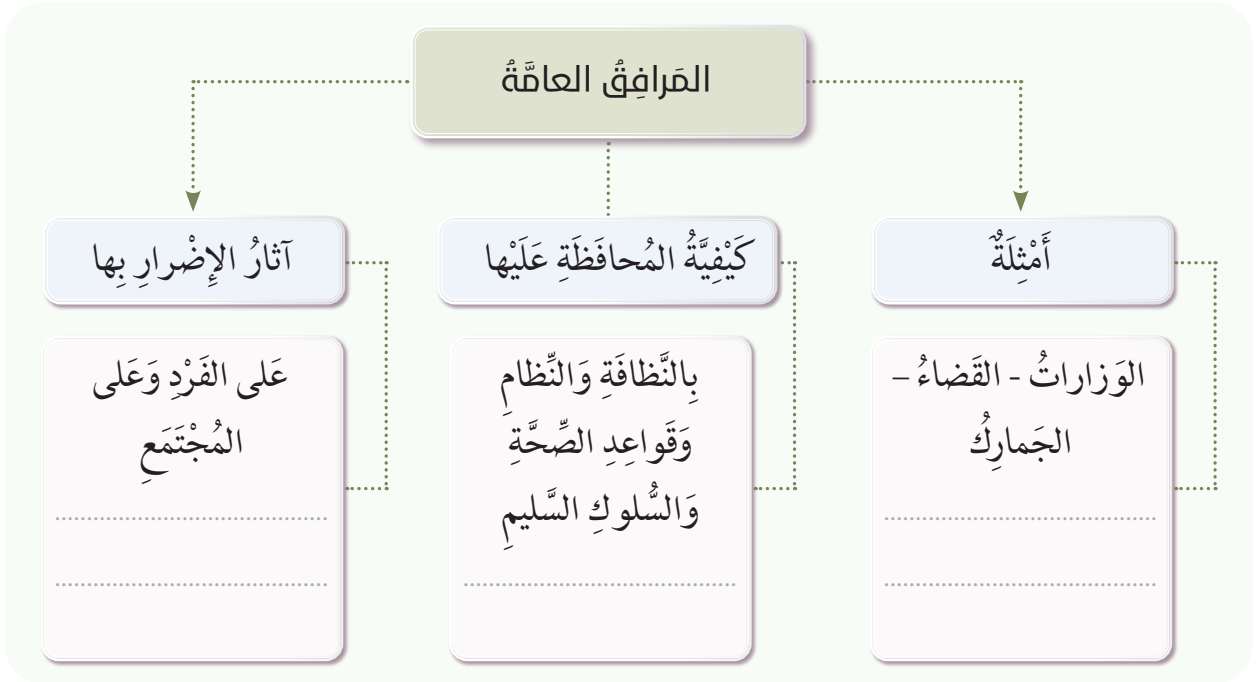 المَرافِقُ العامَّةُ
أَمْثِلَةٌ
الوَزاراتُ - القَضاءُ –
الجَمارِكُ
كَيْفِيَّةُ المُحافَظَةِ عَلَيْها
بِالنَّظافَةِ وَالنِّظامِ
وَقَواعِدِ الصِّحَّةِ
وَالسُّلوكِ السَّليمِ
آثارُ الإِضْرارِ بِها
عَلى الفَرْدِ وَعَلى
المُجْتَمَعِ